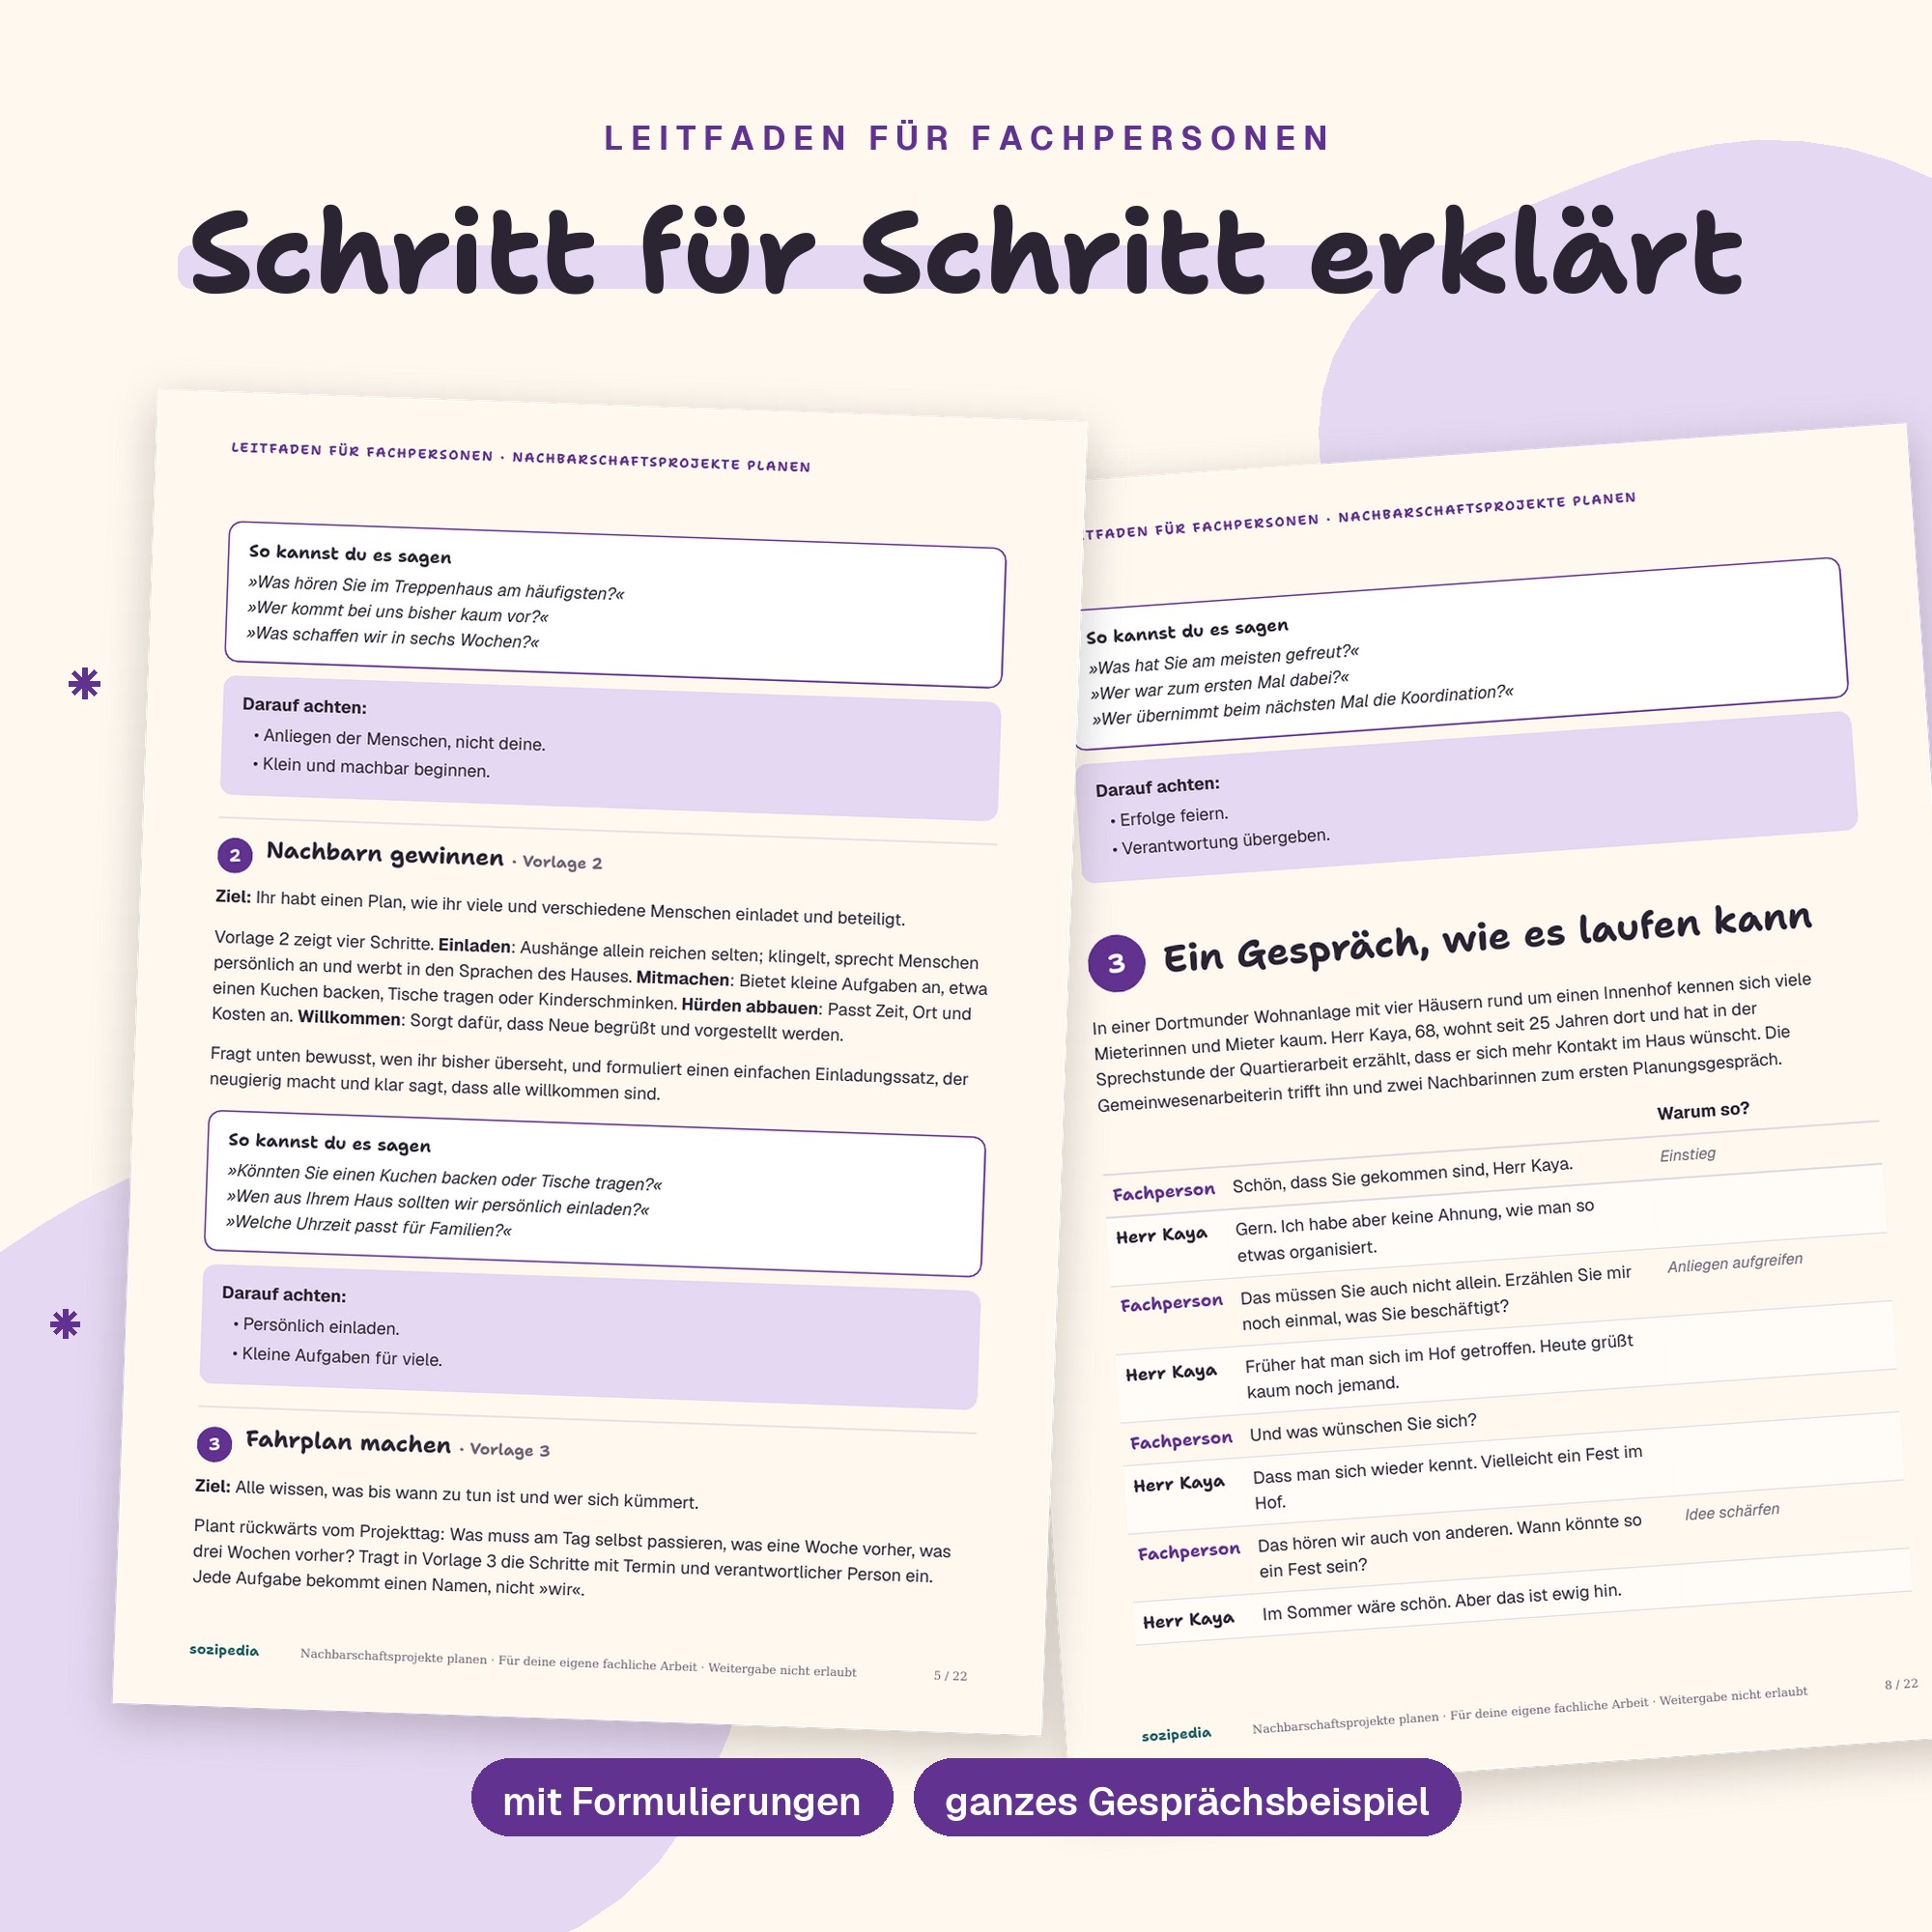 LEITFADEN FÜR FACHPERSONEN
Schritt für Schritt erklärt
LEITFADEN FÜR FACHPERSONEN · NACHBARSCHAFTSPROJEKTE PLANEN
So kannst du es sagen
»Was hören Sie im Treppenhaus am häufigsten?«
»Wer kommt bei uns bisher kaum vor?«
»Was schaffen wir in sechs Wochen?«
Darauf achten:
• Anliegen der Menschen, nicht deine.
• Klein und machbar beginnen.
2 Nachbarn gewinnen · Vorlage 2
Ziel: Ihr habt einen Plan, wie ihr viele und verschiedene Menschen einladet und beteiligt.
Vorlage 2 zeigt vier Schritte. Einladen: Aushänge allein reichen selten; klingelt, sprecht Menschen
persönlich an und werbt in den Sprachen des Hauses. Mitmachen: Bietet kleine Aufgaben an, etwa
einen Kuchen backen, Tische tragen oder Kinderschminken. Hürden abbauen: Passt Zeit, Ort und
Kosten an. Willkommen: Sorgt dafür, dass Neue begrüßt und vorgestellt werden.
Fragt unten bewusst, wen ihr bisher überseht, und formuliert einen einfachen Einladungssatz, der
neugierig macht und klar sagt, dass alle willkommen sind.
So kannst du es sagen
»Könnten Sie einen Kuchen backen oder Tische tragen?«
»Wen aus Ihrem Haus sollten wir persönlich einladen?«
»Welche Uhrzeit passt für Familien?«
Darauf achten:
• Persönlich einladen.
• Kleine Aufgaben für viele.
3 Fahrplan machen · Vorlage 3
Ziel: Alle wissen, was bis wann zu tun ist und wer sich kümmert.
Plant rückwärts vom Projekttag: Was muss am Tag selbst passieren, was eine Woche vorher, was
drei Wochen vorher? Tragt in Vorlage 3 die Schritte mit Termin und verantwortlicher Person ein.
Jede Aufgabe bekommt einen Namen, nicht »wir«.
sozipedia Nachbarschaftsprojekte planen · Für deine eigene fachliche Arbeit · Weitergabe nicht erlaubt 5 / 22
TFADEN FÜR FACHPERSONEN · NACHBARSCHAFTSPROJEKTE PLANEN
So kannst du es sagen
»Was hat Sie am meisten gefreut?«
»Wer war zum ersten Mal dabei?«
»Wer übernimmt beim nächsten Mal die Koordination?«
Darauf achten:
• Erfolge feiern.
• Verantwortung übergeben.
3 Ein Gespräch, wie es laufen kann
In einer Dortmunder Wohnanlage mit vier Häusern rund um einen Innenhof kennen sich viele
Mieterinnen und Mieter kaum. Herr Kaya, 68, wohnt seit 25 Jahren dort und hat in der
Sprechstunde der Quartierarbeit erzählt, dass er sich mehr Kontakt im Haus wünscht. Die
Gemeinwesenarbeiterin trifft ihn und zwei Nachbarinnen zum ersten Planungsgespräch.
Warum so?
Fachperson Schön, dass Sie gekommen sind, Herr Kaya. Einstieg
Herr Kaya Gern. Ich habe aber keine Ahnung, wie man so
etwas organisiert.
Fachperson Das müssen Sie auch nicht allein. Erzählen Sie mir Anliegen aufgreifen
noch einmal, was Sie beschäftigt?
Herr Kaya Früher hat man sich im Hof getroffen. Heute grüßt
kaum noch jemand.
Fachperson Und was wünschen Sie sich?
Herr Kaya Dass man sich wieder kennt. Vielleicht ein Fest im
Hof.
Fachperson Das hören wir auch von anderen. Wann könnte so Idee schärfen
ein Fest sein?
Herr Kaya Im Sommer wäre schön. Aber das ist ewig hin.
sozipedia Nachbarschaftsprojekte planen · Für deine eigene fachliche Arbeit · Weitergabe nicht erlaubt 8 / 22
mit Formulierungen
ganzes Gesprächsbeispiel